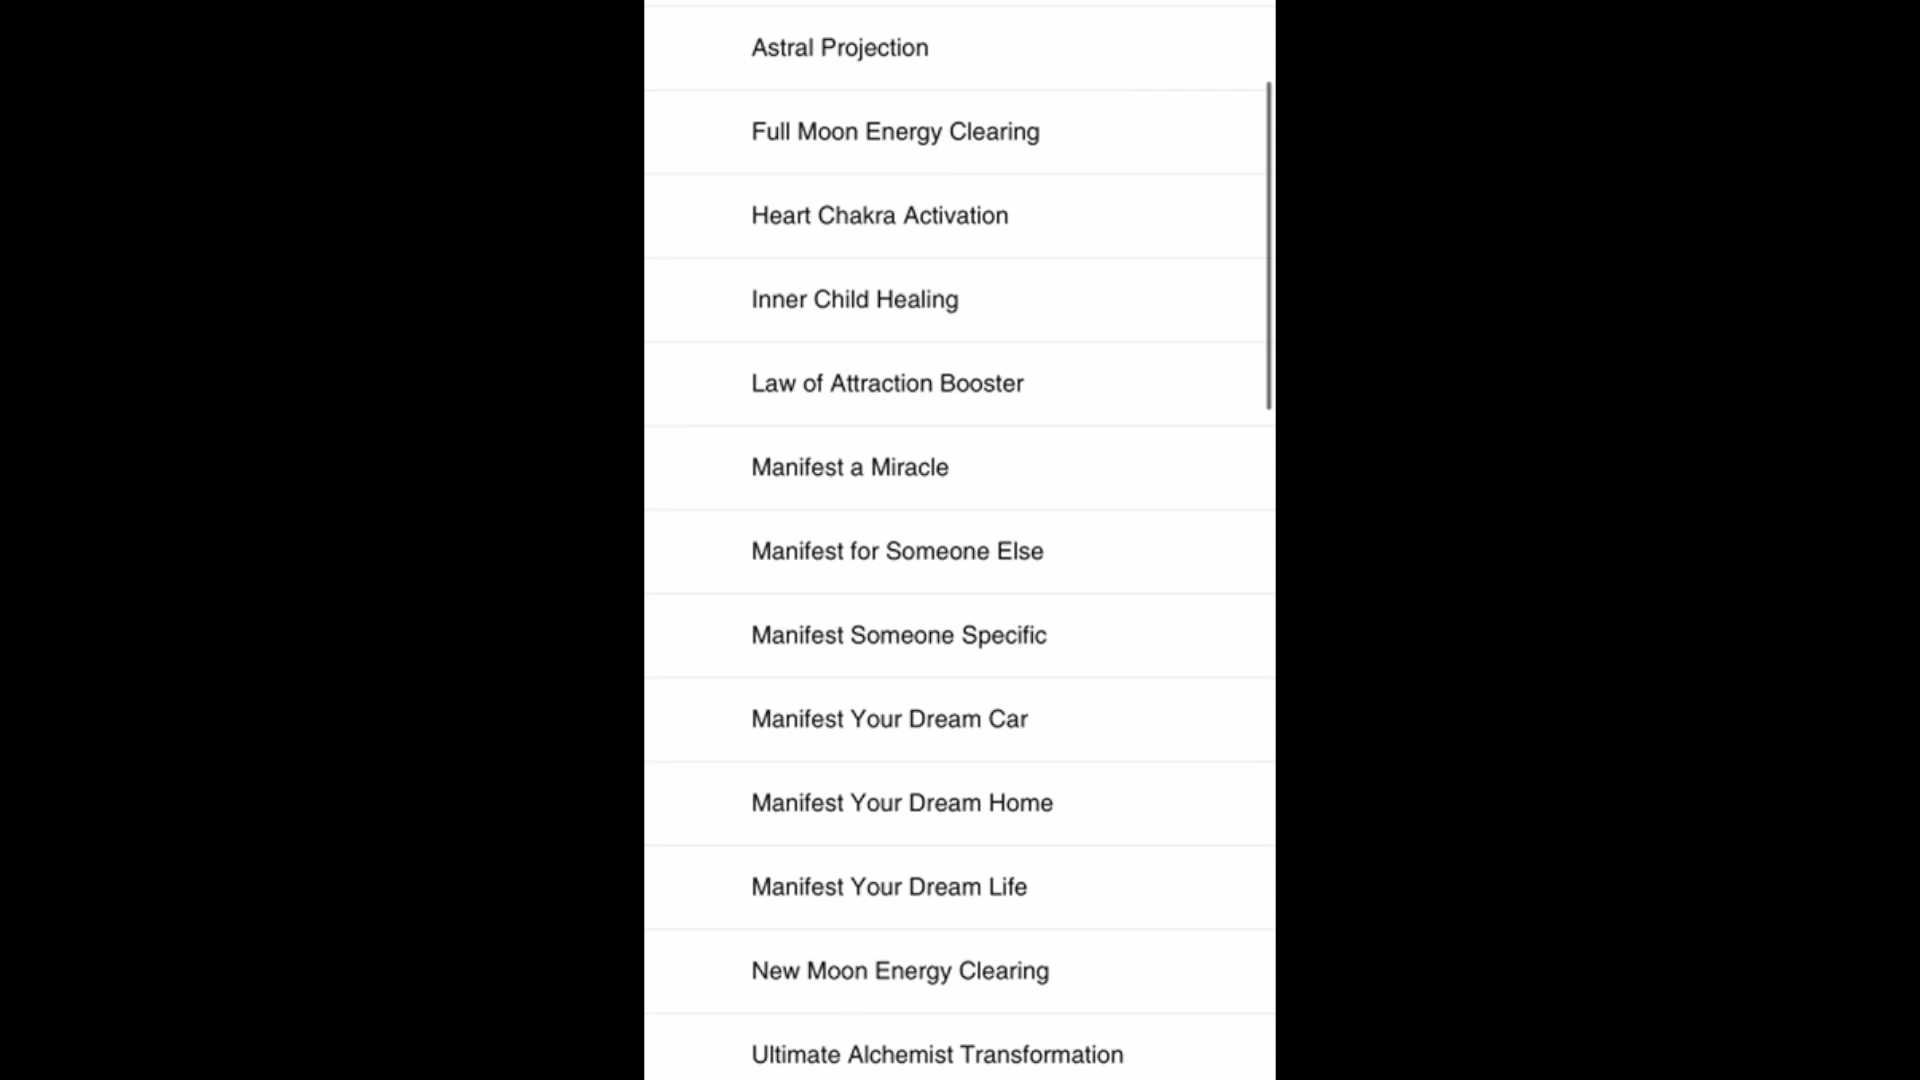 Astral Projection
Full Moon Energy Clearing
Heart Chakra Activation
Inner Child Healing
Law of Attraction Booster
Manifest a Miracle
Manifest for Someone Else
Manifest Someone Specific
Manifest Your Dream Car
Manifest Your Dream Home
Manifest Your Dream Life
New Moon Energy Clearing
Ultimate Alchemist Transformation